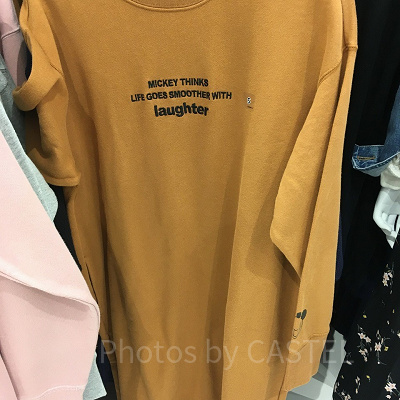 MICKEY THINKS
LIFE GOES SMOOTHER WITH
laughter
Photos by CASTEL